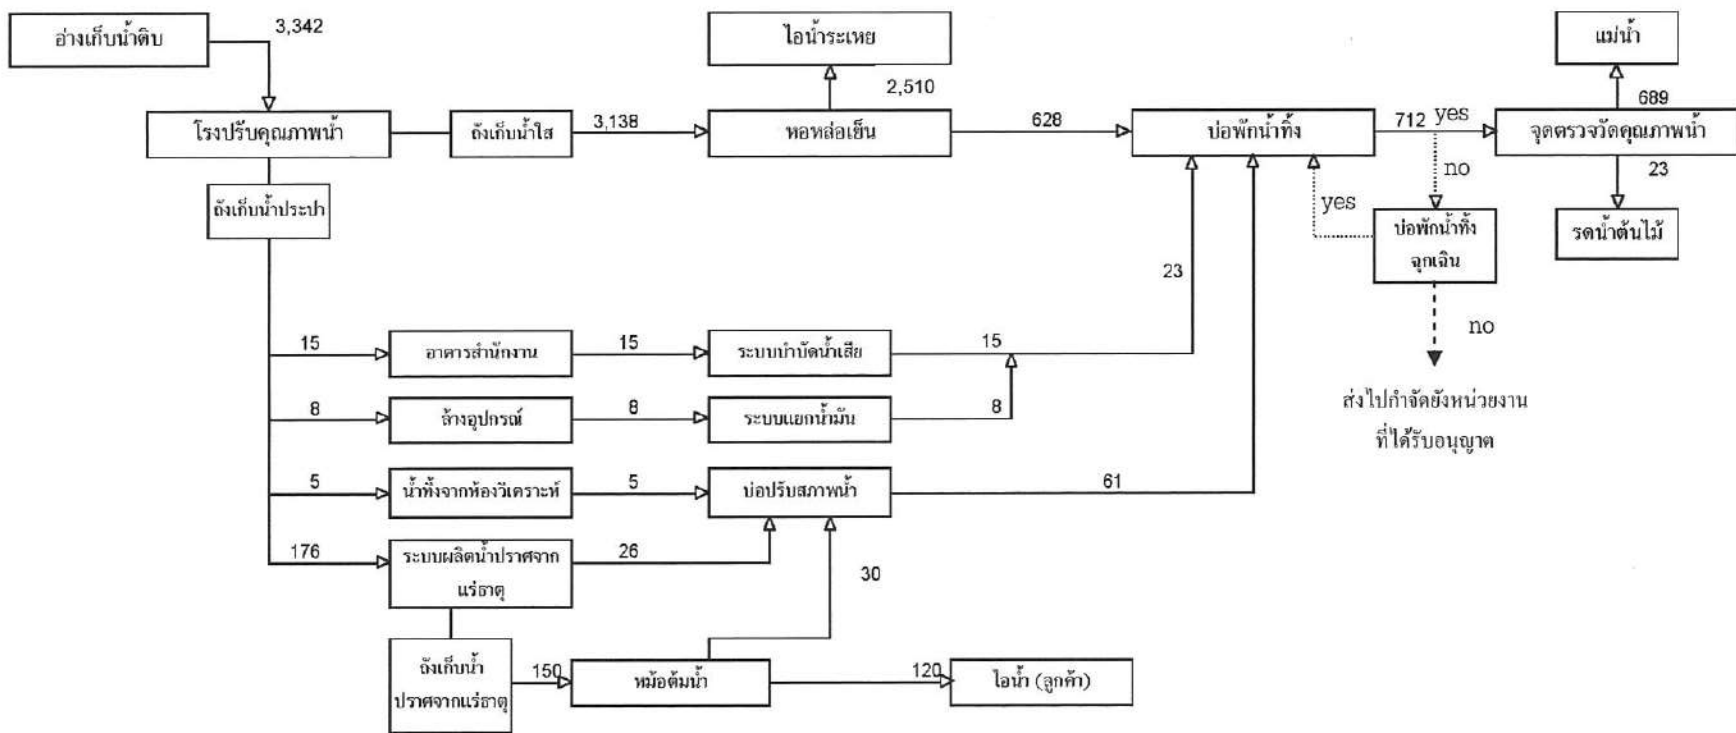 อ่างเก็บน้ำดิบ
3,342
ไอน้ำระเหย
แม่น้ำ
2,510
689
โรงปรับคุณภาพน้ำ
ถังเก็บน้ำใส
3,138
หอหล่อเย็น
628
บ่อพักน้ำทิ้ง
712
yes
จุดตรวจวัดคุณภาพน้ำ
no
23
ถังเก็บน้ำประปา
yes
บ่อพักน้ำทิ้ง
ฉุกเฉิน
รดน้ำต้นไม้
23
no
15
อาคารสำนักงาน
15
ระบบบำบัดน้ำเสีย
15
ส่งไปกำจัดยังหน่วยงาน
ที่ได้รับอนุญาต
8
ล้างอุปกรณ์
8
ระบบแยกน้ำมัน
8
5
น้ำทิ้งจากห้องวิเคราะห์
5
บ่อปรับสภาพน้ำ
61
176
ระบบผลิตน้ำปราศจาก
แร่ธาตุ
26
30
ถังเก็บน้ำ
ปราศจากแร่ธาตุ
150
หม้อต้มน้ำ
120
ไอน้ำ (ลูกค้า)